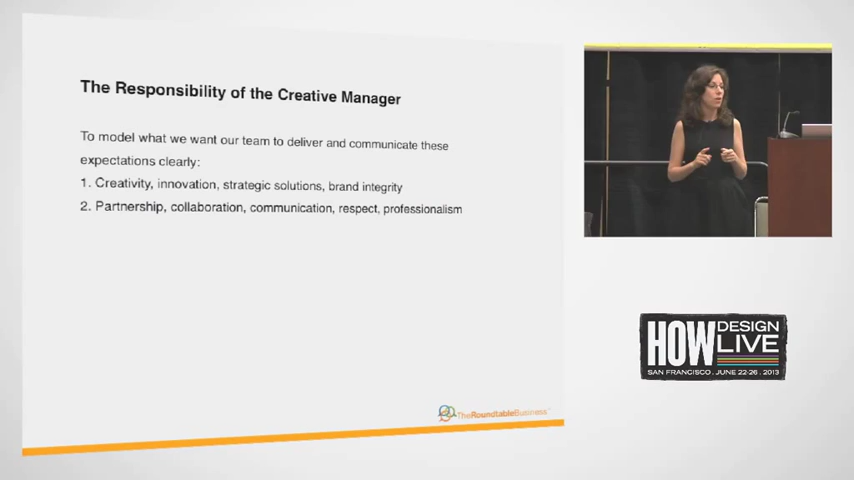 The Responsibility of the Creative Manager
To model what we want our team to deliver and communicate these
expectations clearly:
1. Creativity, innovation, strategic solutions, brand integrity
2. Partnership, collaboration, communication, respect, professionalism
TheRoundtableBusiness
HOW DESIGN LIVE
SAN FRANCISCO . JUNE 22-26 . 2013